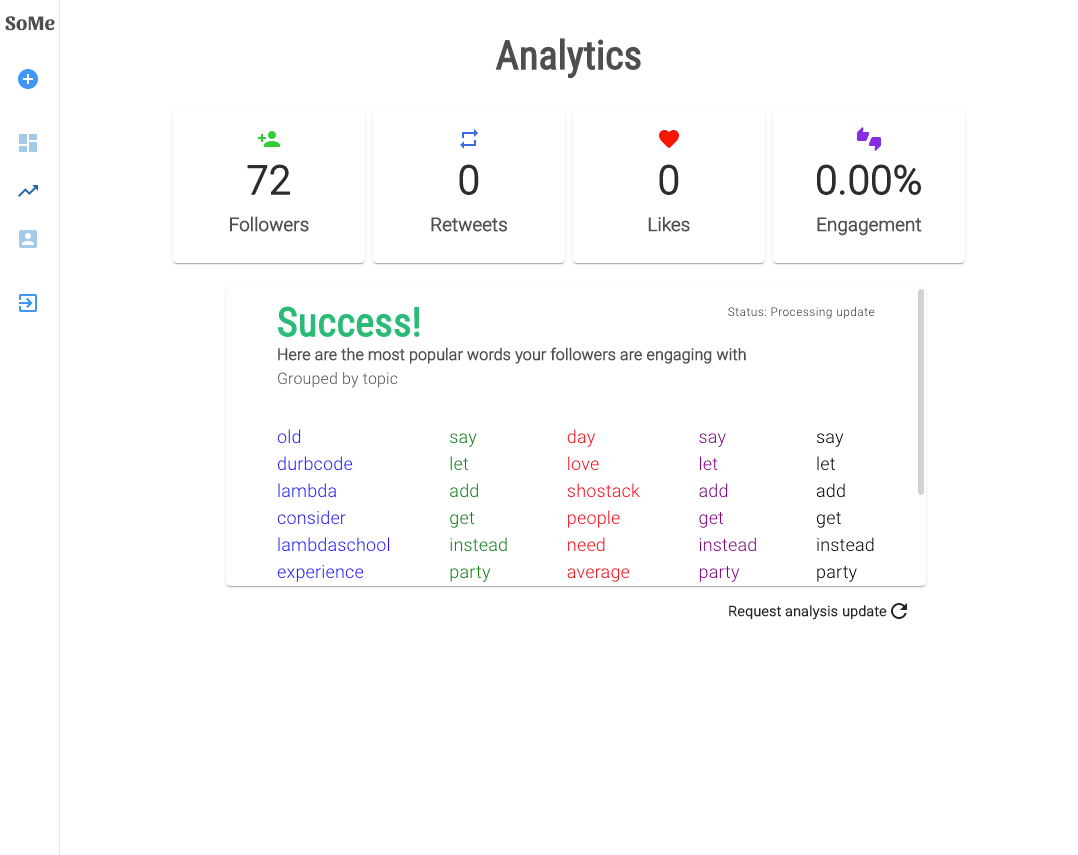 SoMe
Analytics
72
Followers
0
Retweets
0
Likes
0.00%
Engagement
Success!
Status: Processing update
Here are the most popular words your followers are engaging with
Grouped by topic
old say day say say
durbcode let love let let
lambda add shostack add add
consider get people get get
lambdaschool instead need instead instead
experience party average party party
Request analysis update